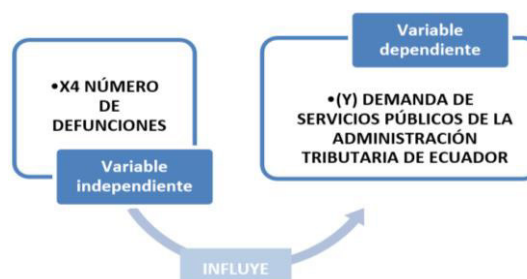 •X4 NÚMERO
DE
DEFUNCIONES
Variable
independiente
Variable
dependiente
•(Y) DEMANDA DE
SERVICIOS PÚBLICOS DE LA
ADMINISTRACIÓN
TRIBUTARIA DE ECUADOR
INFLUYE